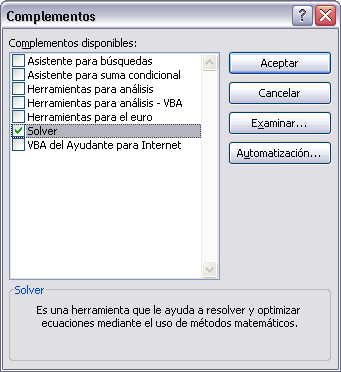 Complementos
Complementos disponibles:
Asistente para búsquedas
Asistente para suma condicional
Herramientas para análisis
Herramientas para análisis - VBA
Herramientas para el euro
Solver
VBA del Ayudante para Internet
Aceptar
Cancelar
Examinar...
Automatización...
Solver
Es una herramienta que le ayuda a resolver y optimizar
ecuaciones mediante el uso de métodos matemáticos.